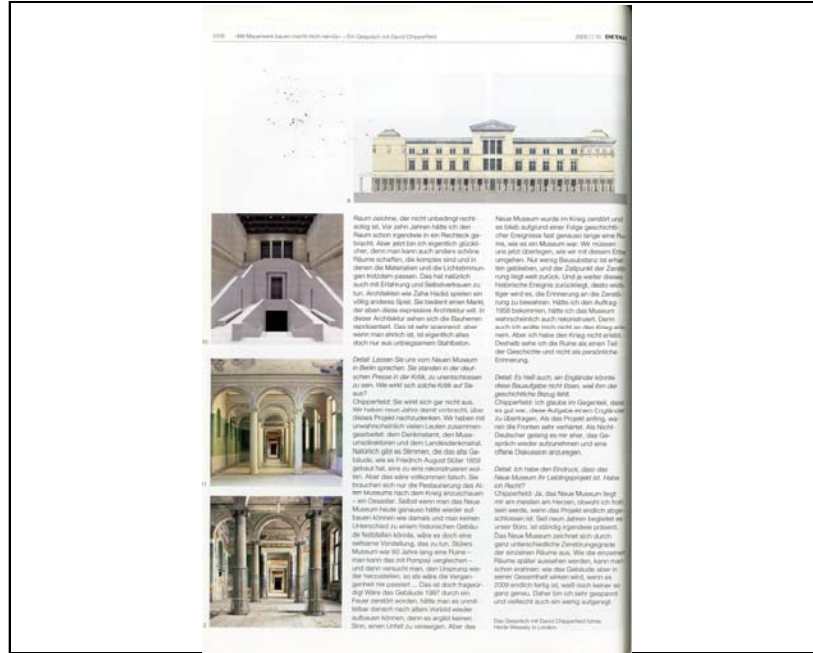 1078 «Mit Mauerwerk bauen macht mich nervös» – Ein Gespräch mit David Chipperfield
2005 ☐ 10 DETAIL
9
10
11
Raum zeichne, der nicht unbedingt recht-
eckig ist. Vor zehn Jahren hätte ich den
Raum schon irgendwie in ein Rechteck ge-
bracht. Aber jetzt bin ich eigentlich glückli-
cher, denn man kann auch anders schöne
Räume schaffen, die komplex sind und in
denen die Materialien und die Lichtstimmun-
gen trotzdem passen. Das hat natürlich
auch mit Erfahrung und Selbstvertrauen zu
tun. Architekten wie Zaha Hadid spielen ein
völlig anderes Spiel. Sie bedient einen Markt,
der eben diese expressive Architektur will. In
dieser Architektur sehen sich die Bauherren
repräsentiert. Das ist sehr spannend, aber
wenn man ehrlich ist, ist eigentlich alles
doch nur aus unbiegsamem Stahlbeton.
Detail: Lassen Sie uns vom Neuen Museum
in Berlin sprechen. Sie standen in der deut-
schen Presse in der Kritik, zu unentschlossen
zu sein. Wie wirkt sich solche Kritik auf Sie
aus?
Chipperfield: Sie wirkt sich gar nicht aus.
Wir haben neun Jahre damit verbracht, über
dieses Projekt nachzudenken. Wir haben mit
unwahrscheinlich vielen Leuten zusammen-
gearbeitet: dem Denkmalamt, den Muse-
umsdirektoren und dem Landesdenkmalrat.
Natürlich gibt es Stimmen, die das alte Ge-
bäude, wie es Friedrich August Stüler 1859
gebaut hat, eins zu eins rekonstruieren wol-
len. Aber das wäre vollkommen falsch. Sie
brauchen sich nur die Restaurierung des Al-
ten Museums nach dem Krieg anzuschauen
– ein Desaster. Selbst wenn man das Neue
Museum heute genauso hätte wieder auf-
bauen können wie damals und man keinen
Unterschied zu einem historischen Gebäu-
de feststellen könnte, wäre es doch eine
seltsame Vorstellung, das zu tun. Stülers
Museum war 60 Jahre lang eine Ruine –
man kann das mit Pompeji vergleichen –
und dann versucht man, den Ursprung wie-
der herzustellen, so als wäre die Vergan-
genheit nie passiert ... Das ist doch fragwür-
dig! Wäre das Gebäude 1997 durch ein
Feuer zerstört worden, hätte man es unmit-
telbar danach nach altem Vorbild wieder
aufbauen können, denn es ergibt keinen
Sinn, einen Unfall zu verewigen. Aber das
Neue Museum wurde im Krieg zerstört und
es blieb aufgrund einer Folge geschichtli-
cher Ereignisse fast genauso lange eine Rui-
ne, wie es ein Museum war. Wir müssen
uns jetzt überlegen, wie wir mit diesem Erbe
umgehen. Nur wenig Bausubstanz ist erhal-
ten geblieben, und der Zeitpunkt der Zerstö-
rung liegt weit zurück. Und je weiter dieses
historische Ereignis zurückliegt, desto wich-
tiger wird es, die Erinnerung an die Zerstö-
rung zu bewahren. Hätte ich den Auftrag
1958 bekommen, hätte ich das Museum
wahrscheinlich auch rekonstruiert. Denn
auch ich wollte mich nicht an den Krieg erin-
nern. Aber ich habe den Krieg nicht erlebt.
Deshalb sehe ich die Ruine als einen Teil
der Geschichte und nicht als persönliche
Erinnerung.
Detail: Es hieß auch, ein Engländer könnte
diese Bauaufgabe nicht lösen, weil ihm der
geschichtliche Bezug fehlt.
Chipperfield: Ich glaube im Gegenteil, dass
es gut war, diese Aufgabe einem Engländer
zu übertragen. Als das Projekt anfing, wa-
ren die Fronten sehr verhärtet. Als Nicht-
Deutscher gelang es mir eher, das Ge-
spräch wieder aufzunehmen und eine
offene Diskussion anzuregen.
Detail: Ich habe den Eindruck, dass das
Neue Museum Ihr Lieblingsprojekt ist. Habe
ich Recht?
Chipperfield: Ja, das Neue Museum liegt
mir am meisten am Herzen, obwohl ich froh
sein werde, wenn das Projekt endlich abge-
schlossen ist. Seit neun Jahren begleitet es
unser Büro, ist ständig irgendwie präsent.
Das Neue Museum zeichnet sich durch
ganz unterschiedliche Zerstörungsgrade
der einzelnen Räume aus. Wie die einzelnen
Räume später aussehen werden, kann man
schon erahnen; wie das Gebäude aber in
seiner Gesamtheit wirken wird, wenn es
2009 endlich fertig ist, weiß noch keiner so
ganz genau. Daher bin ich sehr gespannt
und vielleicht auch ein wenig aufgeregt.
Das Gespräch mit David Chipperfield führte
Heide Wessely in London.